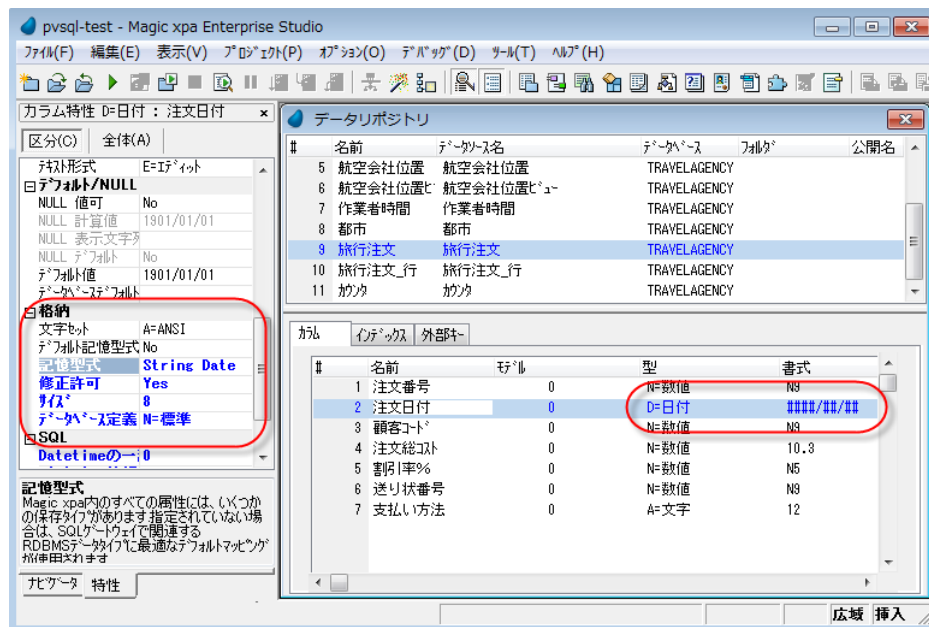 pvsql-test - Magic xpa Enterprise Studio
ﾌｧｲﾙ(F) 編集(E) 表示(V) ﾌﾟﾛｼﾞｪｸﾄ(P) ｵﾌﾟｼｮﾝ(O) ﾃﾞﾊﾞｯｸﾞ(D) ﾂｰﾙ(T) ﾍﾙﾌﾟ(H)
カラム特性 D=日付 : 注文日付 x
区分(C) 全体(A)
ﾃｷｽﾄ形式 E=ｴﾃﾞｨｯﾄ
ﾃﾞﾌｫﾙﾄ/NULL
NULL 値可 No
NULL 計算値 1901/01/01
NULL 表示文字列
NULL ﾃﾞﾌｫﾙﾄ No
ﾃﾞﾌｫﾙﾄ値 1901/01/01
ﾃﾞｰﾀﾍﾞｰｽﾃﾞﾌｫﾙﾄ
格納
文字ｾｯﾄ A=ANSI
ﾃﾞﾌｫﾙﾄ記憶型式 No
記憶型式 String Date
修正許可 Yes
ｻｲｽﾞ 8
ﾃﾞｰﾀﾍﾞｰｽ定義 N=標準
SQL
Datetimeの一 0
記憶型式
Magic xpa内のすべての属性には、いくつか
の保存ﾀｲﾌﾟがあります.指定されていない場
合は、SQLｹﾞｰﾄｳｪｲで関連する
RDBMSﾃﾞｰﾀﾀｲﾌﾟに最適なﾃﾞﾌｫﾙﾄﾏｯﾋﾟﾝｸﾞ
が使用されます
ﾅﾋﾞｹﾞｰﾀ 特性
データリポジトリ
# 名前 ﾃﾞｰﾀｿｰｽ名 ﾃﾞｰﾀﾍﾞｰｽ ﾌｫﾙﾀﾞ 公開名
5 航空会社位置 航空会社位置 TRAVELAGENCY
6 航空会社位置ﾋﾞ 航空会社位置ﾋﾞｭｰ TRAVELAGENCY
7 作業者時間 作業者時間 TRAVELAGENCY
8 都市 都市 TRAVELAGENCY
9 旅行注文 旅行注文 TRAVELAGENCY
10 旅行注文_行 旅行注文_行 TRAVELAGENCY
11 ｶｳﾝﾀ ｶｳﾝﾀ TRAVELAGENCY
ｶﾗﾑ ｲﾝﾃﾞｯｸｽ 外部ｷｰ
# 名前 ﾓﾃﾞﾙ 型 書式
1 注文番号 0 N=数値 N9
2 注文日付 0 D=日付 ####/##/##
3 顧客ｺｰﾄﾞ 0 N=数値 N9
4 注文総ｺｽﾄ 0 N=数値 10.3
5 割引率% 0 N=数値 N5
6 送り状番号 0 N=数値 N9
7 支払い方法 0 A=文字 12
広域 挿入